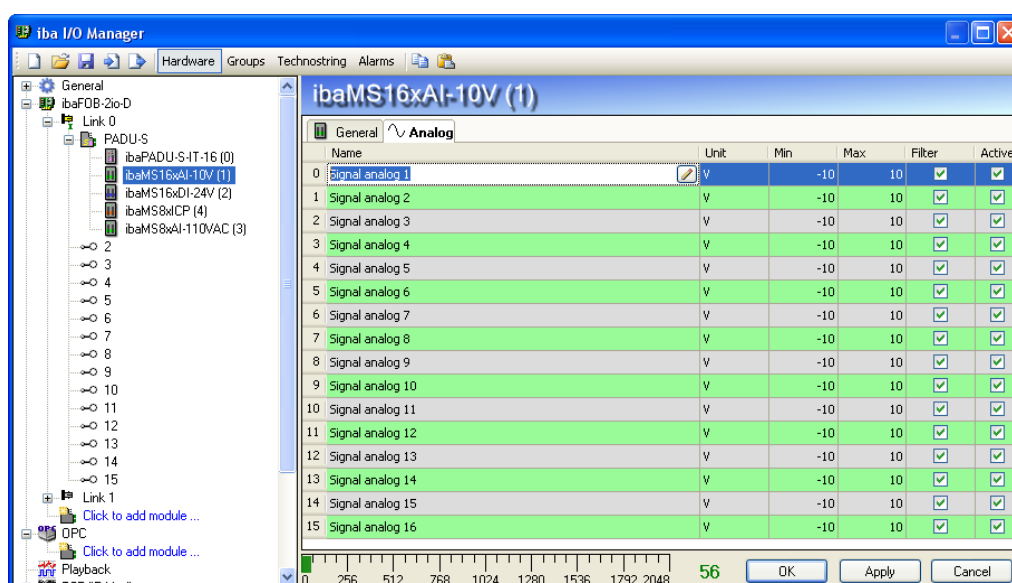 iba I/O Manager
Hardware Groups Technostring Alarms
General
ibaFOB-2io-D
Link 0
PADU-S
ibaPADU-S-IT-16 (0)
ibaMS16xAI-10V (1)
ibaMS16xDI-24V (2)
ibaMS8xICP (4)
ibaMS8xAI-110VAC (3)
2
3
4
5
6
7
8
9
10
11
12
13
14
15
Link 1
Click to add module ...
OPC
Click to add module ...
Playback
ibaMS16xAI-10V (1)
General Analog
Name Unit Min Max Filter Active
0 Signal analog 1 V -10 10
1 Signal analog 2 V -10 10
2 Signal analog 3 V -10 10
3 Signal analog 4 V -10 10
4 Signal analog 5 V -10 10
5 Signal analog 6 V -10 10
6 Signal analog 7 V -10 10
7 Signal analog 8 V -10 10
8 Signal analog 9 V -10 10
9 Signal analog 10 V -10 10
10 Signal analog 11 V -10 10
11 Signal analog 12 V -10 10
12 Signal analog 13 V -10 10
13 Signal analog 14 V -10 10
14 Signal analog 15 V -10 10
15 Signal analog 16 V -10 10
0 256 512 768 1024 1280 1536 1792 2048
56 OK Apply Cancel